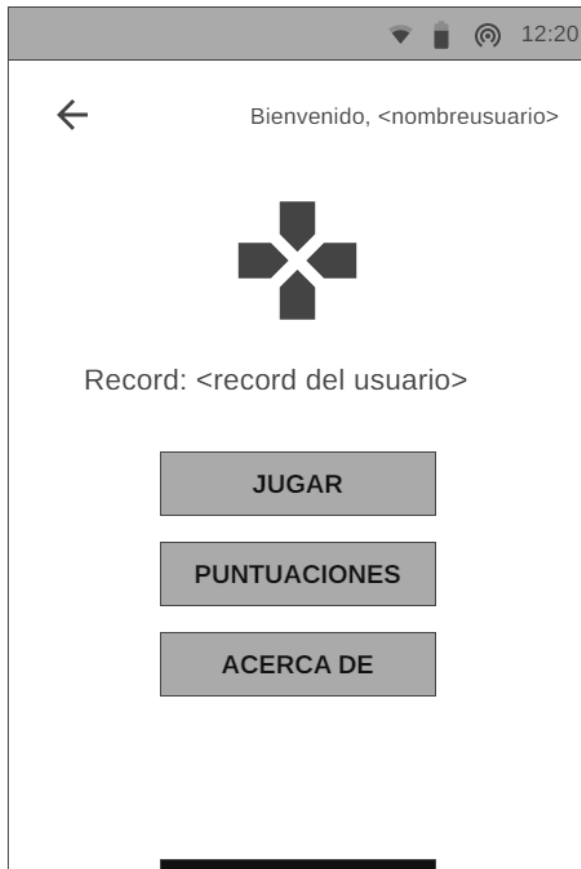 12:20
Bienvenido, <nombreusuario>
Record: <record del usuario>
JUGAR
PUNTUACIONES
ACERCA DE